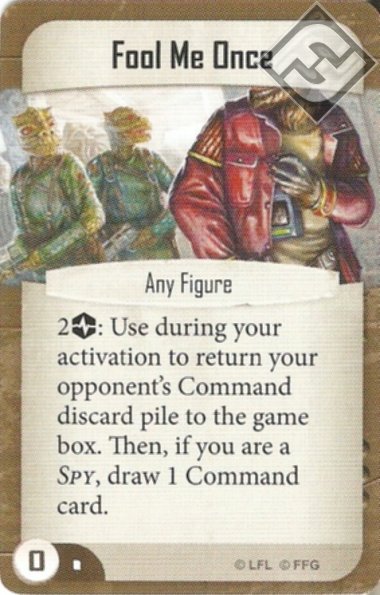 Fool Me Once
Any Figure
2: Use during your
activation to return your
opponent's Command
discard pile to the game
box. Then, if you are a
SPY, draw 1 Command
card.
0
© LFL © FFG